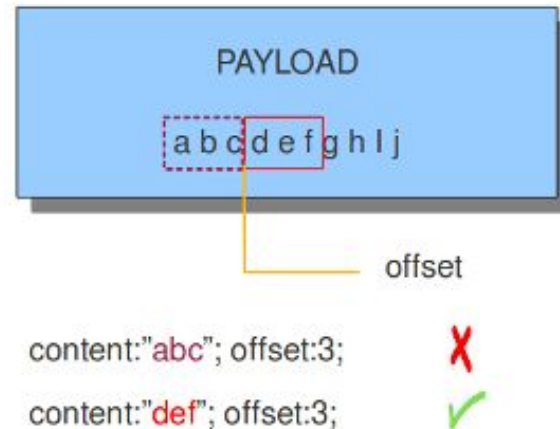 PAYLOAD
a b c d e f g h I j
offset
content:”abc”; offset:3;
content:”def”; offset:3;